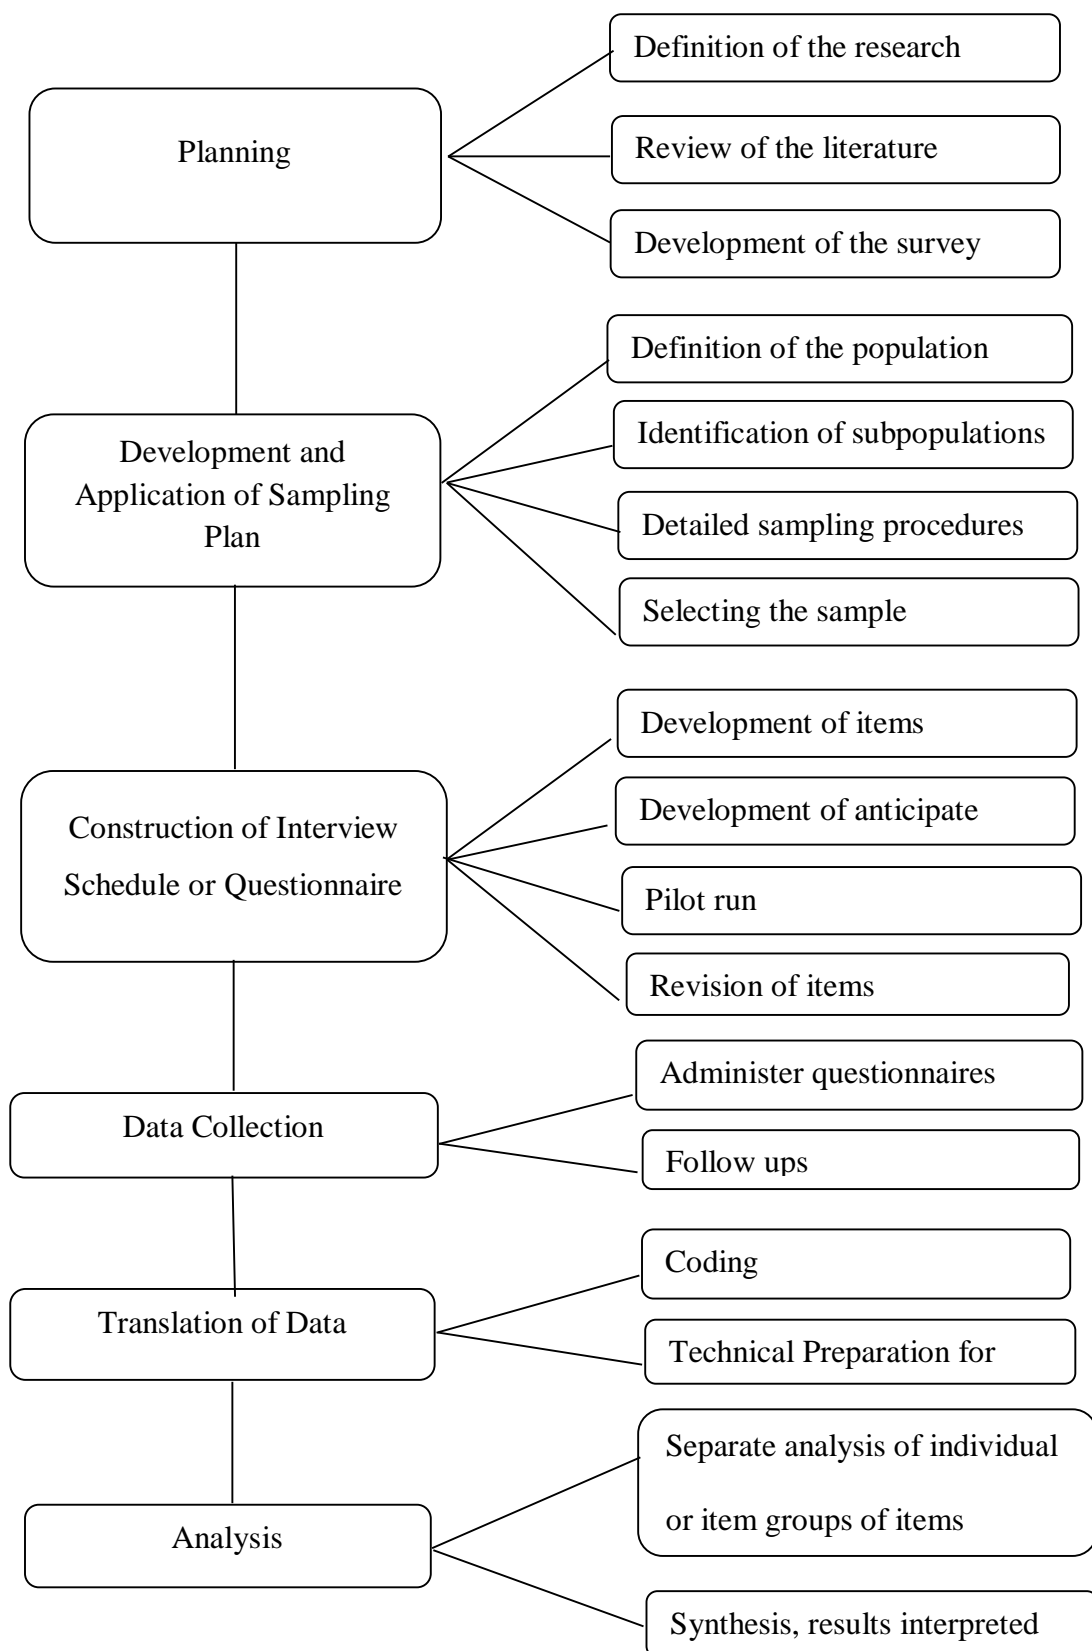 Planning
Definition of the research
Review of the literature
Development of the survey
Development and
Application of Sampling
Plan
Definition of the population
Identification of subpopulations
Detailed sampling procedures
Selecting the sample
Construction of Interview
Schedule or Questionnaire
Development of items
Development of anticipate
Pilot run
Revision of items
Data Collection
Administer questionnaires
Follow ups
Translation of Data
Coding
Technical Preparation for
Analysis
Separate analysis of individual
or item groups of items
Synthesis, results interpreted